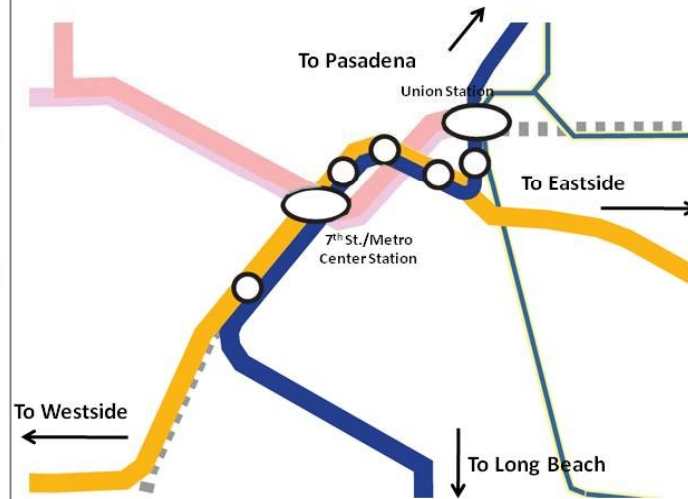 To Pasadena
Union Station
To Eastside
7th St./Metro
Center Station
To Westside
To Long Beach